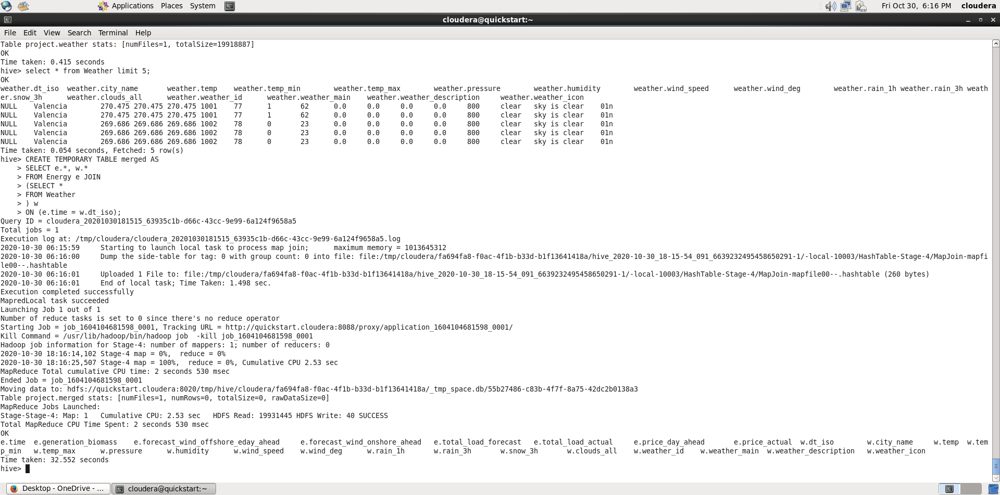 Applications Places System Fri Oct 30, 6:16 PM cloudera
cloudera@quickstart:~
File Edit View Search Terminal Help
Table project.weather stats: [numFiles=1, totalSize=19918887]
OK
Time taken: 0.415 seconds
hive> select * from Weather limit 5;
OK
weather.dt_iso weather.city_name weather.temp weather.temp_min weather.temp_max weather.pressure weather.humidity weather.wind_speed weather.wind_deg weather.rain_1h weather.rain_3h weath
er.snow_3h weather.clouds_all weather.weather_id weather.weather_main weather.weather_description weather.weather_icon
NULL Valencia 270.475 270.475 270.475 1001 77 1 62 0.0 0.0 0.0 0.0 800 clear sky is clear 01n
NULL Valencia 270.475 270.475 270.475 1001 77 1 62 0.0 0.0 0.0 0.0 800 clear sky is clear 01n
NULL Valencia 269.686 269.686 269.686 1002 78 0 23 0.0 0.0 0.0 0.0 800 clear sky is clear 01n
NULL Valencia 269.686 269.686 269.686 1002 78 0 23 0.0 0.0 0.0 0.0 800 clear sky is clear 01n
NULL Valencia 269.686 269.686 269.686 1002 78 0 23 0.0 0.0 0.0 0.0 800 clear sky is clear 01n
Time taken: 0.054 seconds, Fetched: 5 row(s)
hive> CREATE TEMPORARY TABLE merged AS
> SELECT e.*, w.*
> FROM Energy e JOIN
> (SELECT *
> FROM Weather
> ) w
> ON (e.time = w.dt_iso);
Query ID = cloudera_20201030181515_63935c1b-d66c-43cc-9e99-6a124f9658a5
Total jobs = 1
Execution log at: /tmp/cloudera/cloudera_20201030181515_63935c1b-d66c-43cc-9e99-6a124f9658a5.log
2020-10-30 06:15:59 Starting to launch local task to process map join; maximum memory = 1013645312
2020-10-30 06:16:00 Dump the side-table for tag: 0 with group count: 0 into file: file:/tmp/cloudera/fa694fa8-f0ac-4f1b-b33d-b1f13641418a/hive_2020-10-30_18-15-54_091_6639232495458650291-1/-local-10003/HashTable-Stage-4/MapJoin-mapfi
le00--.hashtable
2020-10-30 06:16:01 Uploaded 1 File to: file:/tmp/cloudera/fa694fa8-f0ac-4f1b-b33d-b1f13641418a/hive_2020-10-30_18-15-54_091_6639232495458650291-1/-local-10003/HashTable-Stage-4/MapJoin-mapfile00--.hashtable (260 bytes)
2020-10-30 06:16:01 End of local task; Time Taken: 1.498 sec.
Execution completed successfully
MapredLocal task succeeded
Launching Job 1 out of 1
Number of reduce tasks is set to 0 since there's no reduce operator
Starting Job = job_1604104681598_0001, Tracking URL = http://quickstart.cloudera:8088/proxy/application_1604104681598_0001/
Kill Command = /usr/lib/hadoop/bin/hadoop job -kill job_1604104681598_0001
Hadoop job information for Stage-4: number of mappers: 1; number of reducers: 0
2020-10-30 18:16:14,102 Stage-4 map = 0%, reduce = 0%
2020-10-30 18:16:25,507 Stage-4 map = 100%, reduce = 0%, Cumulative CPU 2.53 sec
MapReduce Total cumulative CPU time: 2 seconds 530 msec
Ended Job = job_1604104681598_0001
Moving data to: hdfs://quickstart.cloudera:8020/tmp/hive/cloudera/fa694fa8-f0ac-4f1b-b33d-b1f13641418a/_tmp_space.db/55b27486-c83b-4f7f-8a75-42dc2b0138a3
Table project.merged stats: [numFiles=1, numRows=0, totalSize=0, rawDataSize=0]
MapReduce Jobs Launched:
Stage-Stage-4: Map: 1 Cumulative CPU: 2.53 sec HDFS Read: 19931445 HDFS Write: 40 SUCCESS
Total MapReduce CPU Time Spent: 2 seconds 530 msec
OK
e.time e.generation_biomass e.forecast_wind_offshore_eday_ahead e.forecast_wind_onshore_ahead e.total_load_forecast e.total_load_actual e.price_day_ahead e.price_actual w.dt_iso w.city_name w.temp w.tem
p_min w.temp_max w.pressure w.humidity w.wind_speed w.wind_deg w.rain_1h w.rain_3h w.snow_3h w.clouds_all w.weather_id w.weather_main w.weather_description w.weather_icon
Time taken: 32.552 seconds
hive>
Desktop - OneDrive - ... cloudera@quickstart:~